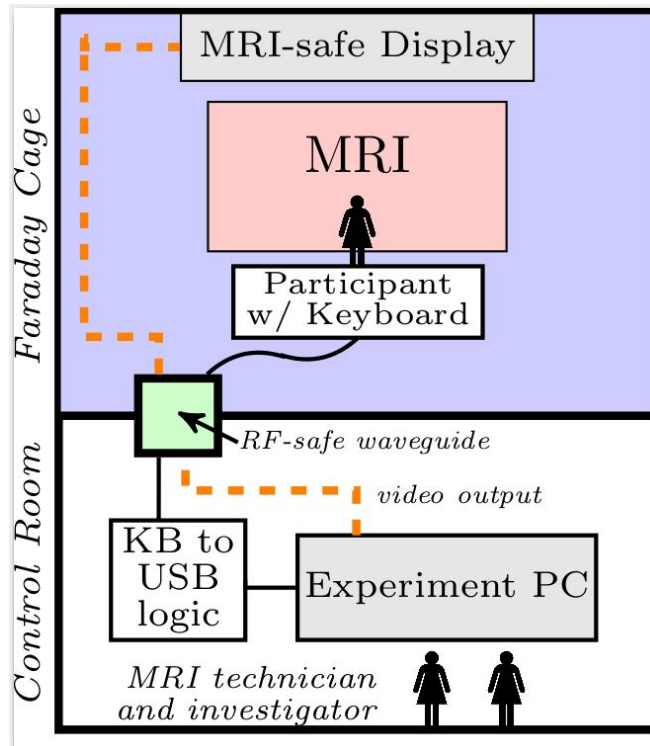 MRI-safe Display
MRI
Participant
w/ Keyboard
Faraday Cage
RF-safe waveguide
video output
KB to
USB
logic
Experiment PC
Control Room
MRI technician
and investigator